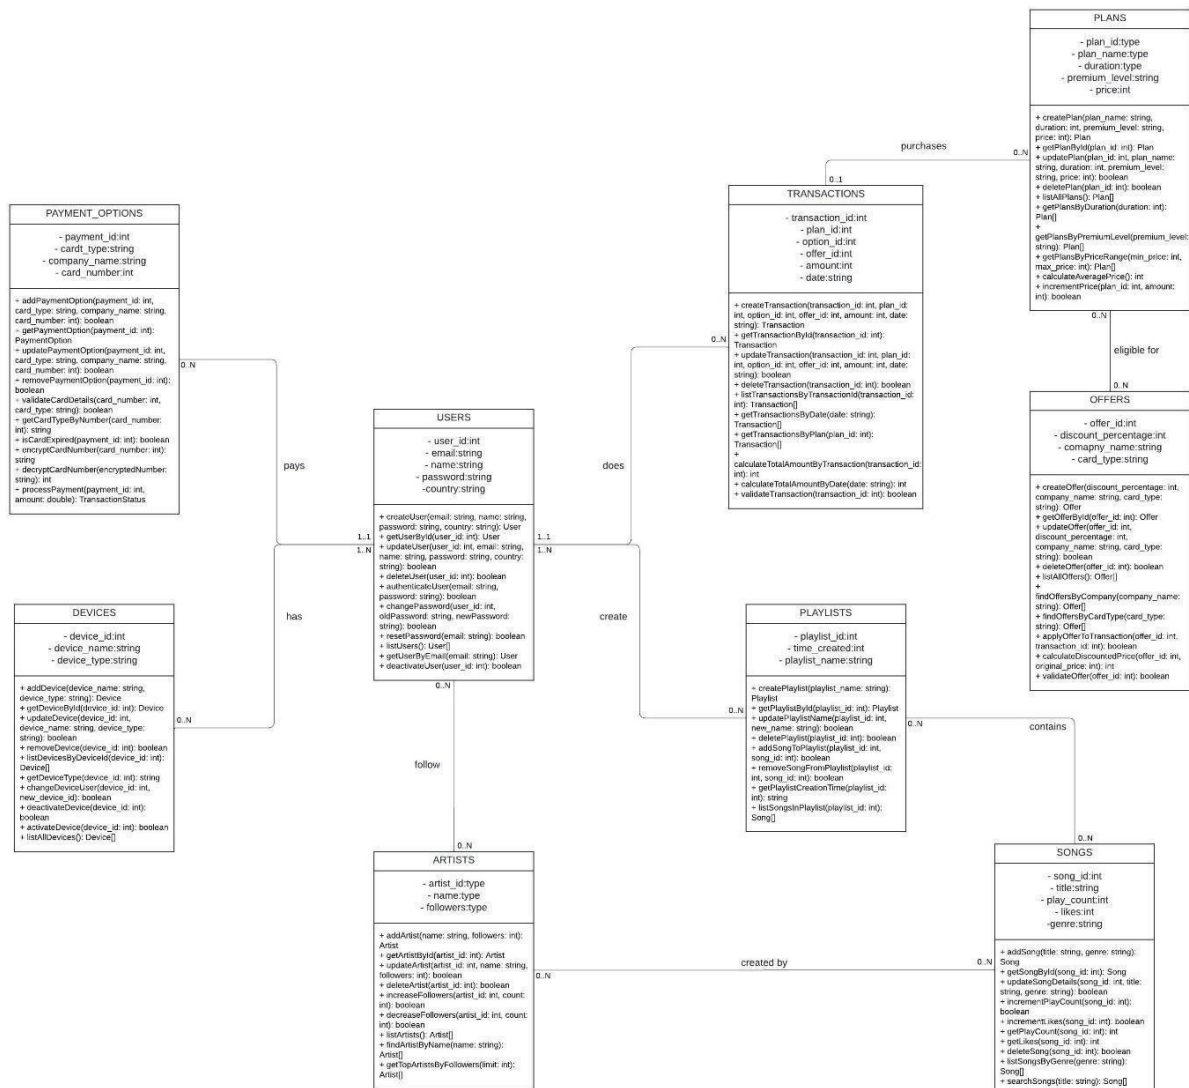 PLANS
- plan_id:type
- plan_name:type
- duration:type
- premium_level:string
- price:int
+ createPlan(plan_name: string,
duration: int, premium_level: string,
price: int): Plan
+ getPlanById(plan_id: int): Plan
+ updatePlan(plan_id: int, plan_name:
string, duration: int, premium_level:
string, price: int): boolean
+ deletePlan(plan_id: int): boolean
+ listAllPlans(): Plan[]
+ getPlansByDuration(duration: int):
Plan[]
+
getPlansByPremiumLevel(premium_level:
string): Plan[]
+ getPlansByPriceRange(min_price: int,
max_price: int): Plan[]
+ calculateAveragePrice(): int
+ incrementPrice(plan_id: int, amount:
int): boolean
purchases
0..N
0..1
TRANSACTIONS
- transaction_id:int
- plan_id:int
- option_id:int
- offer_id:int
- amount:int
- date:string
+ createTransaction(transaction_id: int, plan_id:
int, option_id: int, offer_id: int, amount: int, date:
string): Transaction
+ getTransactionById(transaction_id: int):
Transaction
+ updateTransaction(transaction_id: int, plan_id:
int, option_id: int, offer_id: int, amount: int, date:
string): boolean
+ deleteTransaction(transaction_id: int): boolean
+ listTransactionsByTransactionId(transaction_id:
int): Transaction[]
+ getTransactionsByDate(date: string):
Transaction[]
+ getTransactionsByPlan(plan_id: int):
Transaction[]
+
calculateTotalAmountByTransaction(transaction_id:
int): int
+ calculateTotalAmountByDate(date: string): int
+ validateTransaction(transaction_id: int): boolean
PAYMENT_OPTIONS
- payment_id:int
- cardt_type:string
- company_name:string
- card_number:int
+ addPaymentOption(payment_id: int,
card_type: string, company_name: string,
card_number: int): boolean
+ getPaymentOption(payment_id: int):
PaymentOption
+ updatePaymentOption(payment_id: int,
card_type: string, company_name: string,
card_number: int): boolean
+ removePaymentOption(payment_id: int):
boolean
+ validateCardDetails(card_number: int,
card_type: string): boolean
+ getCardTypeByNumber(card_number:
int): string
+ isCardExpired(payment_id: int): boolean
+ encryptCardNumber(card_number: int):
string
+ decryptCardNumber(encryptedNumber:
string): int
+ processPayment(payment_id: int,
amount: double): TransactionStatus
0..N
pays
0..N
does
0..N
eligible for
0..N
OFFERS
- offer_id:int
- discount_percentage:int
- comapny_name:string
- card_type:string
+ createOffer(discount_percentage: int,
company_name: string, card_type:
string): Offer
+ getOfferById(offer_id: int): Offer
+ updateOffer(offer_id: int,
discount_percentage: int,
company_name: string, card_type:
string): boolean
+ deleteOffer(offer_id: int): boolean
+ listAllOffers(): Offer[]
+
findOffersByCompany(company_name:
string): Offer[]
+ findOffersByCardType(card_type:
string): Offer[]
+ applyOfferToTransaction(offer_id: int,
transaction_id: int): boolean
+ calculateDiscountedPrice(offer_id: int,
original_price: int): int
+ validateOffer(offer_id: int): boolean
USERS
- user_id:int
- email:string
- name:string
- password:string
-country:string
+ createUser(email: string, name: string,
password: string, country: string): User
+ getUserById(user_id: int): User
+ updateUser(user_id: int, email: string,
name: string, password: string, country:
string): boolean
+ deleteUser(user_id: int): boolean
+ authenticateUser(email: string,
password: string): boolean
+ changePassword(user_id: int,
oldPassword: string, newPassword:
string): boolean
+ resetPassword(email: string): boolean
+ listUsers(): User[]
+ getUserByEmail(email: string): User
+ deactivateUser(user_id: int): boolean
1..1
1..N
1..1
1..N
0..N
has
create
follow
DEVICES
- device_id:int
- device_name:string
- device_type:string
+ addDevice(device_name: string,
device_type: string): Device
+ getDeviceById(device_id: int): Device
+ updateDevice(device_id: int,
device_name: string, device_type:
string): boolean
+ removeDevice(device_id: int): boolean
+ listDevicesByDeviceId(device_id: int):
Device[]
+ getDeviceType(device_id: int): string
+ changeDeviceUser(device_id: int,
new_device_id): boolean
+ deactivateDevice(device_id: int):
boolean
+ activateDevice(device_id: int): boolean
+ listAllDevices(): Device[]
0..N
PLAYLISTS
- playlist_id:int
- time_created:int
- playlist_name:string
+ createPlaylist(playlist_name: string):
Playlist
+ getPlaylistById(playlist_id: int): Playlist
+ updatePlaylistName(playlist_id: int,
new_name: string): boolean
+ deletePlaylist(playlist_id: int): boolean
+ addSongToPlaylist(playlist_id: int,
song_id: int): boolean
+ removeSongFromPlaylist(playlist_id:
int, song_id: int): boolean
+ getPlaylistCreationTime(playlist_id:
int): string
+ listSongsInPlaylist(playlist_id: int):
Song[]
0..N
0..N
contains
0..N
0..N
ARTISTS
- artist_id:type
- name:type
- followers:type
+ addArtist(name: string, followers: int):
Artist
+ getArtistById(artist_id: int): Artist
+ updateArtist(artist_id: int, name: string,
followers: int): boolean
+ deleteArtist(artist_id: int): boolean
+ increaseFollowers(artist_id: int, count:
int): boolean
+ decreaseFollowers(artist_id: int, count:
int): boolean
+ listArtists(): Artist[]
+ findArtistByName(name: string):
Artist[]
+ getTopArtistsByFollowers(limit: int):
Artist[]
0..N
created by
0..N
SONGS
- song_id:int
- title:string
- play_count:int
- likes:int
-genre:string
+ addSong(title: string, genre: string):
Song
+ getSongById(song_id: int): Song
+ updateSongDetails(song_id: int, title:
string, genre: string): boolean
+ incrementPlayCount(song_id: int):
boolean
+ incrementLikes(song_id: int): boolean
+ getPlayCount(song_id: int): int
+ getLikes(song_id: int): int
+ deleteSong(song_id: int): boolean
+ listSongsByGenre(genre: string):
Song[]
+ searchSongs(title: string): Song[]